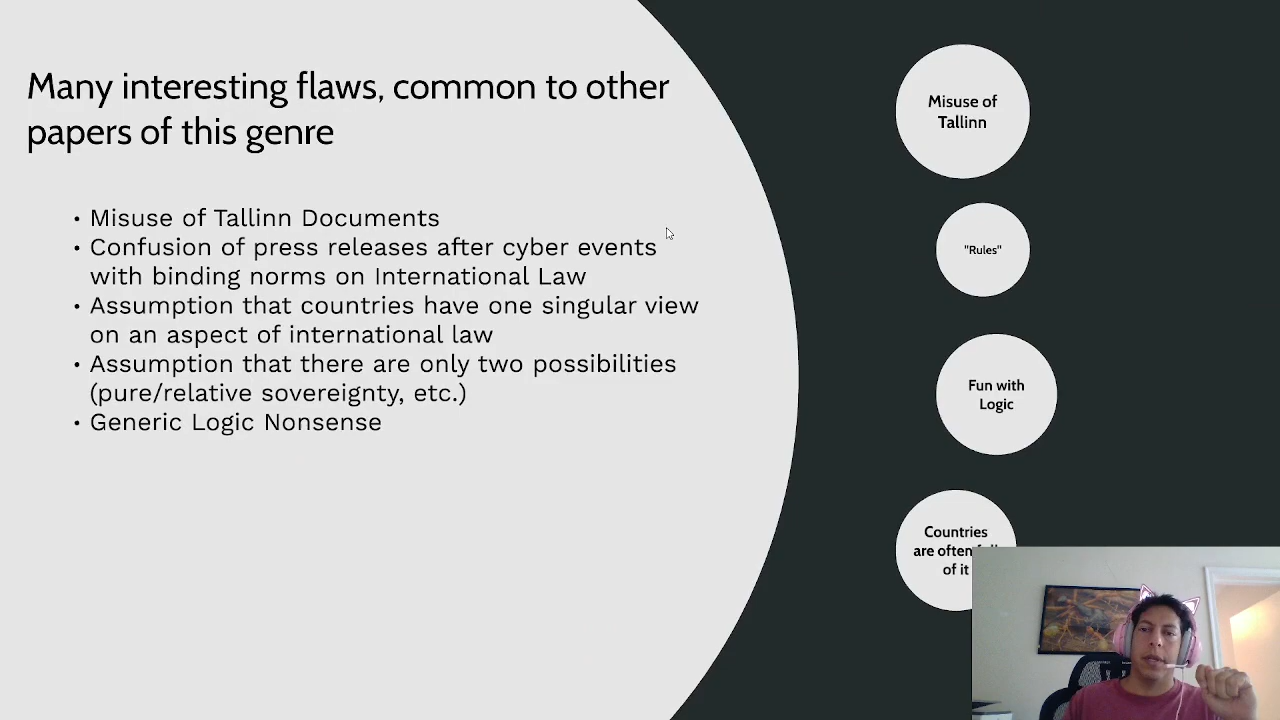 Many interesting flaws, common to other
papers of this genre
• Misuse of Tallinn Documents
• Confusion of press releases after cyber events
with binding norms on International Law
• Assumption that countries have one singular view
on an aspect of international law
• Assumption that there are only two possibilities
(pure/relative sovereignty, etc.)
• Generic Logic Nonsense
Misuse of
Tallinn
"Rules"
Fun with
Logic
Countries
are often
of it